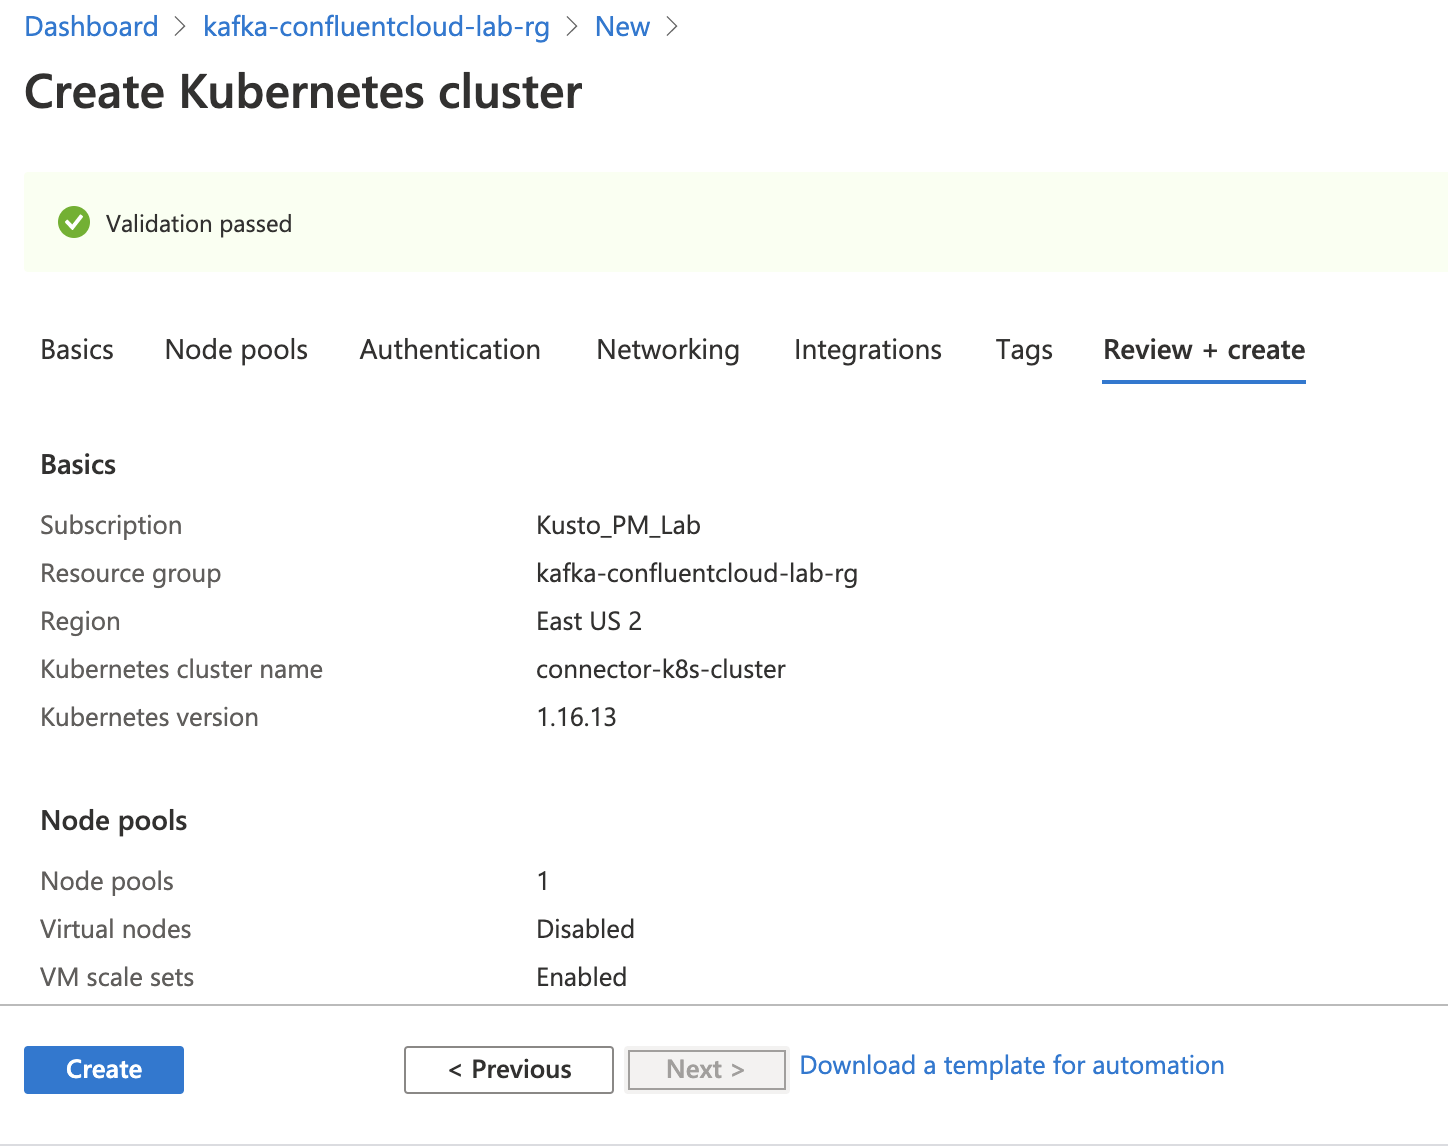 Dashboard > kafka-confluentcloud-lab-rg > New >
Create Kubernetes cluster
Validation passed
Basics Node pools Authentication Networking Integrations Tags Review + create
Basics
Subscription Kusto_PM_Lab
Resource group kafka-confluentcloud-lab-rg
Region East US 2
Kubernetes cluster name connector-k8s-cluster
Kubernetes version 1.16.13
Node pools
Node pools 1
Virtual nodes Disabled
VM scale sets Enabled
Create < Previous Next > Download a template for automation